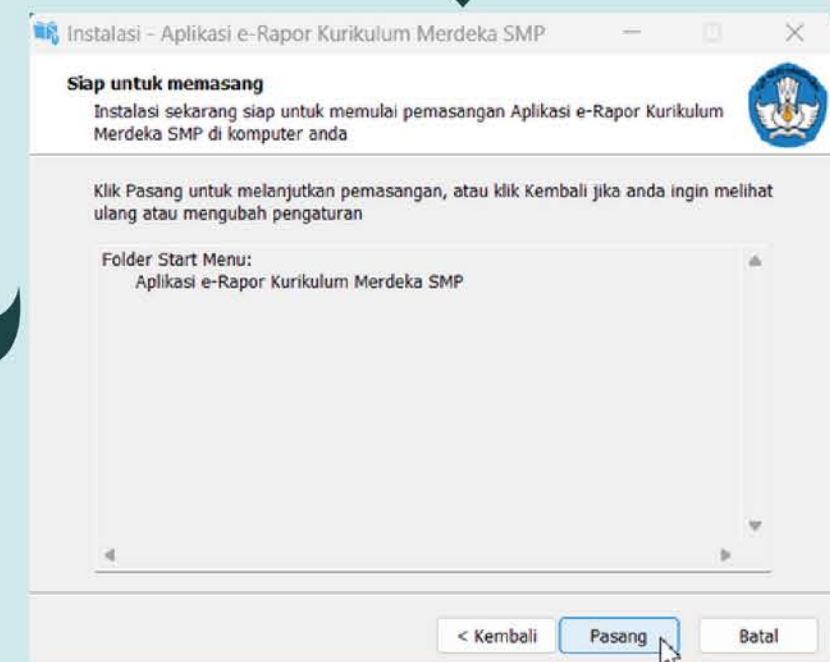 Instalasi - Aplikasi e-Rapor Kurikulum Merdeka SMP
Siap untuk memasang
Instalasi sekarang siap untuk memulai pemasangan Aplikasi e-Rapor Kurikulum
Merdeka SMP di komputer anda
Klik Pasang untuk melanjutkan pemasangan, atau klik Kembali jika anda ingin melihat
ulang atau mengubah pengaturan
Folder Start Menu:
Aplikasi e-Rapor Kurikulum Merdeka SMP
< Kembali
Pasang
Batal